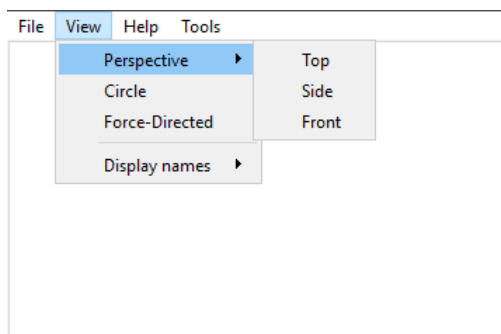 File View Help Tools
Perspective Top
Circle Side
Force-Directed Front
Display names